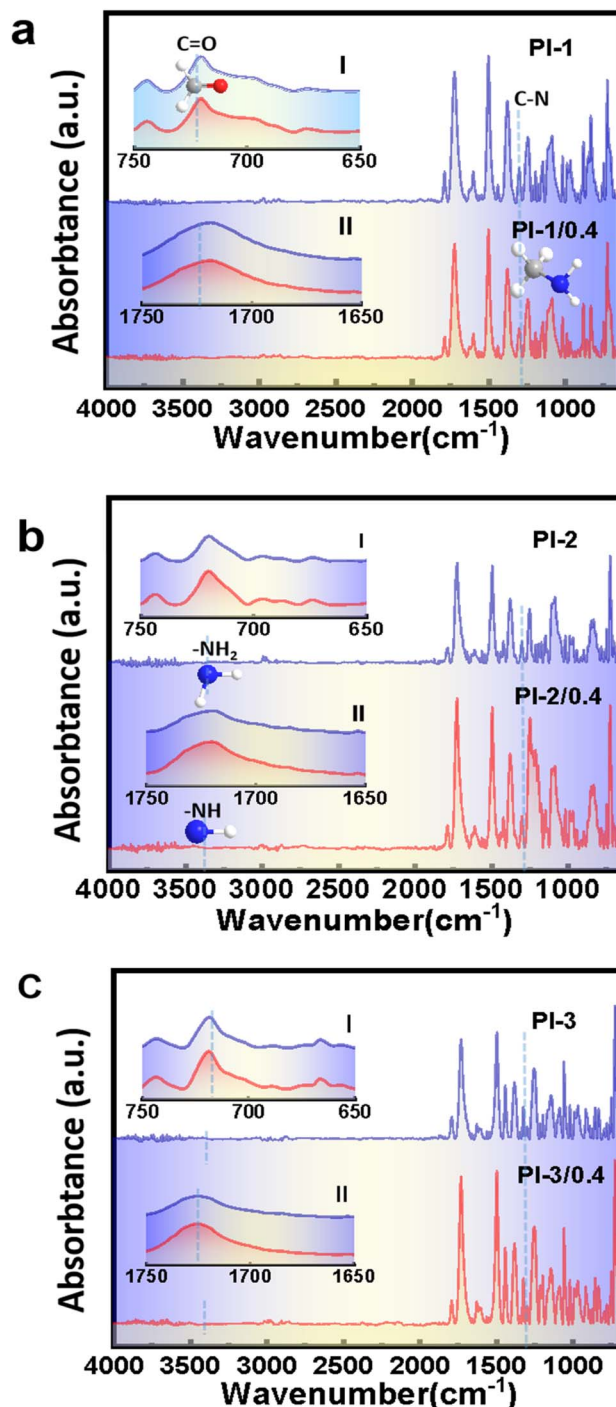 a
C=O
I
PI-1
C-N
750 700 650
II
PI-1/0.4
1750 1700 1650
Absorbtance (a.u.)
4000 3500 3000 2500 2000 1500 1000
Wavenumber(cm-1)
b
I
PI-2
750 700 650
-NH2
PI-2/0.4
II
1750 1700 1650
-NH
Absorbtance (a.u.)
4000 3500 3000 2500 2000 1500 1000
Wavenumber(cm-1)
c
I
PI-3
750 700 650
PI-3/0.4
II
1750 1700 1650
Absorbtance (a.u.)
4000 3500 3000 2500 2000 1500 1000
Wavenumber(cm-1)